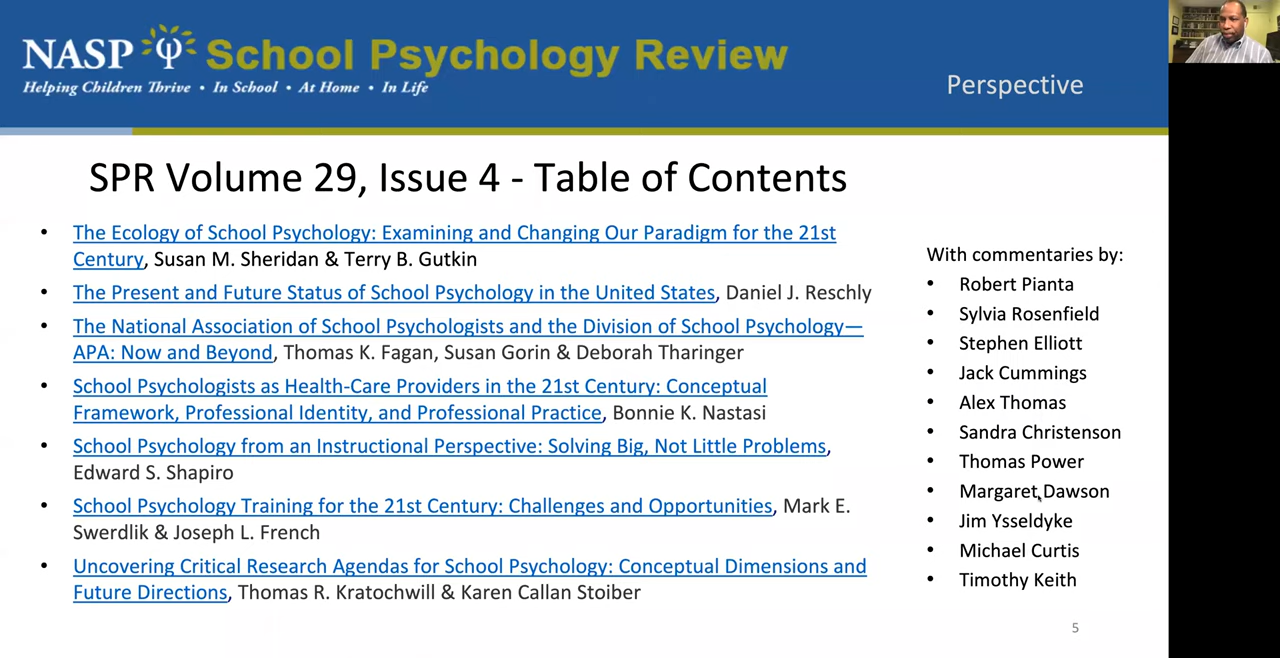 NASP School Psychology Review
Helping Children Thrive • In School • At Home • In Life
Perspective
SPR Volume 29, Issue 4 - Table of Contents
• The Ecology of School Psychology: Examining and Changing Our Paradigm for the 21st
Century, Susan M. Sheridan & Terry B. Gutkin
• The Present and Future Status of School Psychology in the United States, Daniel J. Reschly
• The National Association of School Psychologists and the Division of School Psychology—
APA: Now and Beyond, Thomas K. Fagan, Susan Gorin & Deborah Tharinger
• School Psychologists as Health-Care Providers in the 21st Century: Conceptual
Framework, Professional Identity, and Professional Practice, Bonnie K. Nastasi
• School Psychology from an Instructional Perspective: Solving Big, Not Little Problems,
Edward S. Shapiro
• School Psychology Training for the 21st Century: Challenges and Opportunities, Mark E.
Swerdlik & Joseph L. French
• Uncovering Critical Research Agendas for School Psychology: Conceptual Dimensions and
Future Directions, Thomas R. Kratochwill & Karen Callan Stoiber
With commentaries by:
• Robert Pianta
• Sylvia Rosenfield
• Stephen Elliott
• Jack Cummings
• Alex Thomas
• Sandra Christenson
• Thomas Power
• Margaret Dawson
• Jim Ysseldyke
• Michael Curtis
• Timothy Keith
5